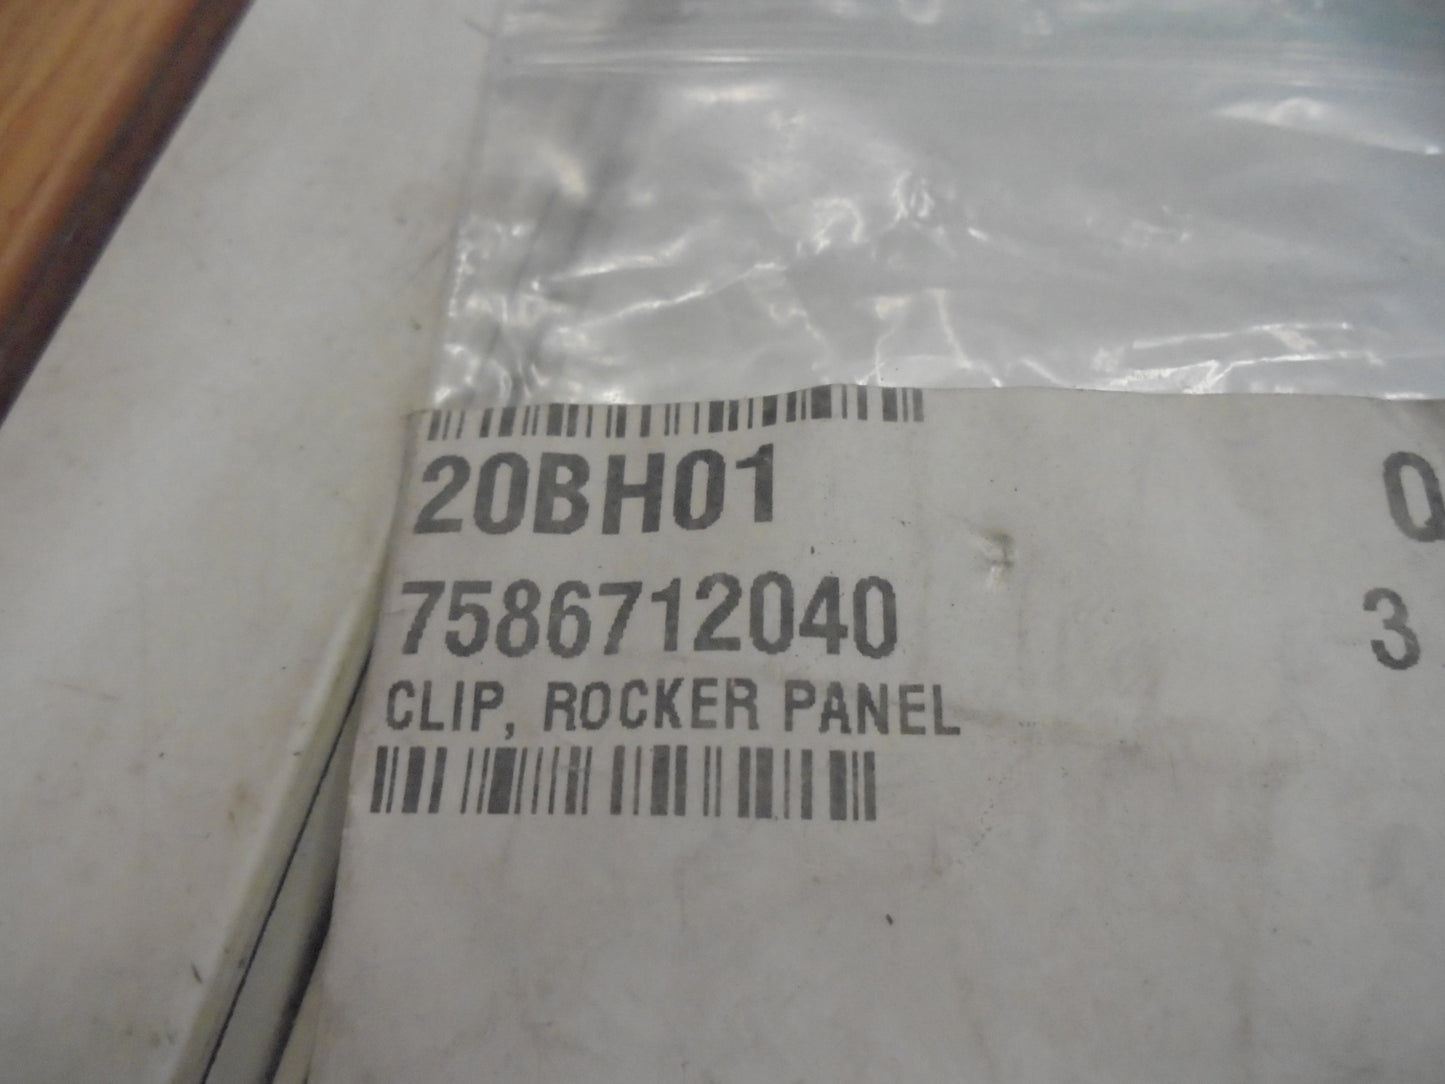 20BH01
7586712040 3
CLIP, ROCKER PANEL